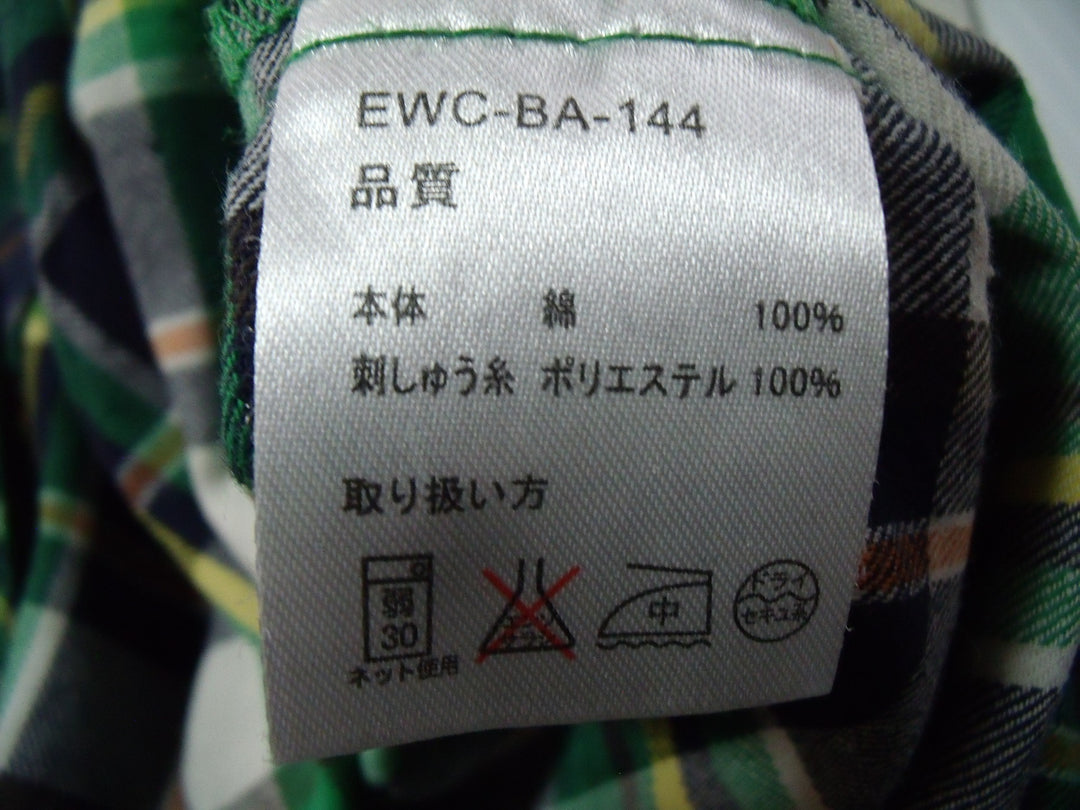 EWC-BA-144
品質
本体 綿 100%
刺しゅう糸 ポリエステル 100%
取り扱い方
弱
30
ネット使用
中
ドライ
セキユ系